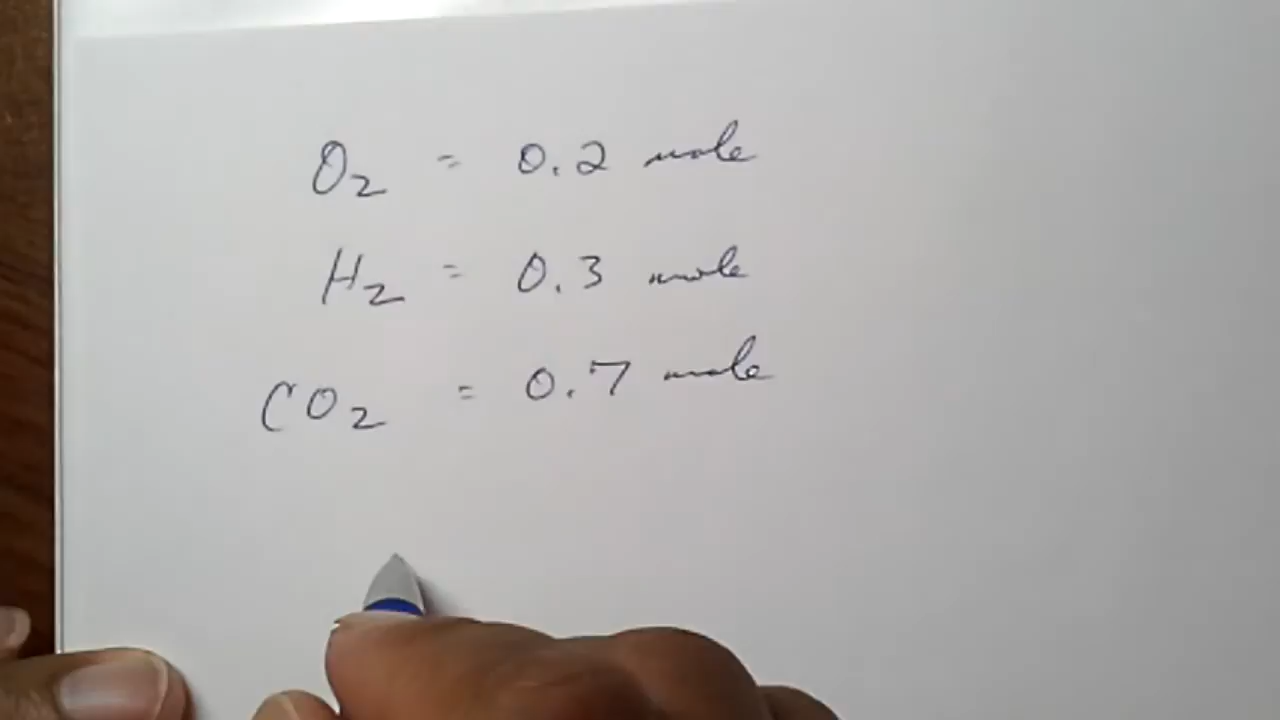 O₂ = 0.2 mole
H₂ = 0.3 mole
CO₂ = 0.7 mole